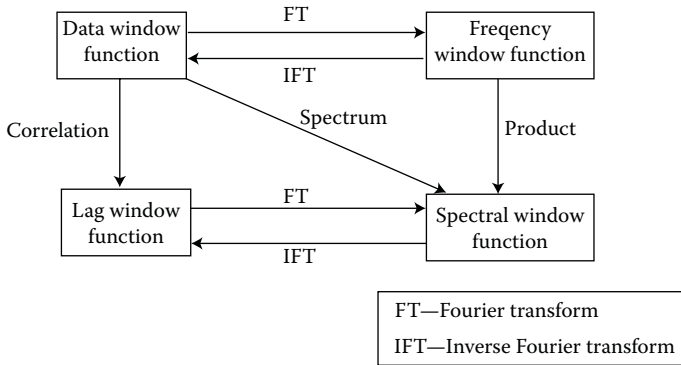 FT
Data window
function
Freqency
window function
IFT
Correlation
Spectrum
Product
FT
Lag window
function
Spectral window
function
IFT
FT—Fourier transform
IFT—Inverse Fourier transform